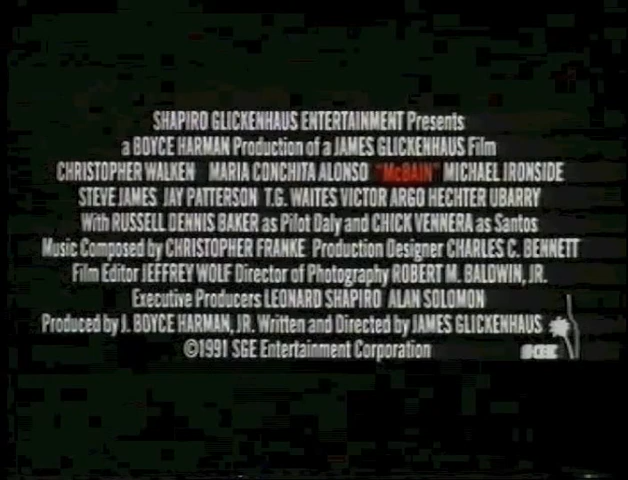 SHAPIRO GLICKENHAUS ENTERTAINMENT Presents
a BOYCE HARMAN Production of a JAMES GLICKENHAUS Film
CHRISTOPHER WALKEN MARIA CONCHITA ALONSO "McBAIN" MICHAEL IRONSIDE
STEVE JAMES JAY PATTERSON T.G. WAITES VICTOR ARGO HECHTER UBARRY
With RUSSELL DENNIS BAKER as Pilot Daly and CHICK VENNERA as Santos
Music Composed by CHRISTOPHER FRANKE Production Designer CHARLES C. BENNETT
Film Editor JEFFREY WOLF Director of Photography ROBERT M. BALDWIN, JR.
Executive Producers LEONARD SHAPIRO ALAN SOLOMON
Produced by J. BOYCE HARMAN, JR. Written and Directed by JAMES GLICKENHAUS
©1991 SGE Entertainment Corporation
SGE